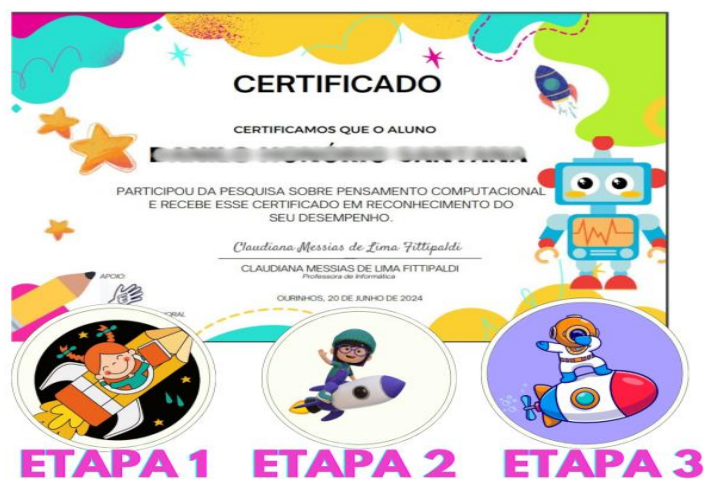 CERTIFICADO
CERTIFICAMOS QUE O ALUNO
PARTICIPOU DA PESQUISA SOBRE PENSAMENTO COMPUTACIONAL
E RECEBE ESSE CERTIFICADO EM RECONHECIMENTO DO
SEU DESEMPENHO.
Claudiana Messias de Lima Fittipaldi
CLAUDIANA MESSIAS DE LIMA FITTIPALDI
Professora de Informática
APOIO:
OURINHOS, 20 DE JUNHO DE 2024
ETAPA 1
ETAPA 2
ETAPA 3